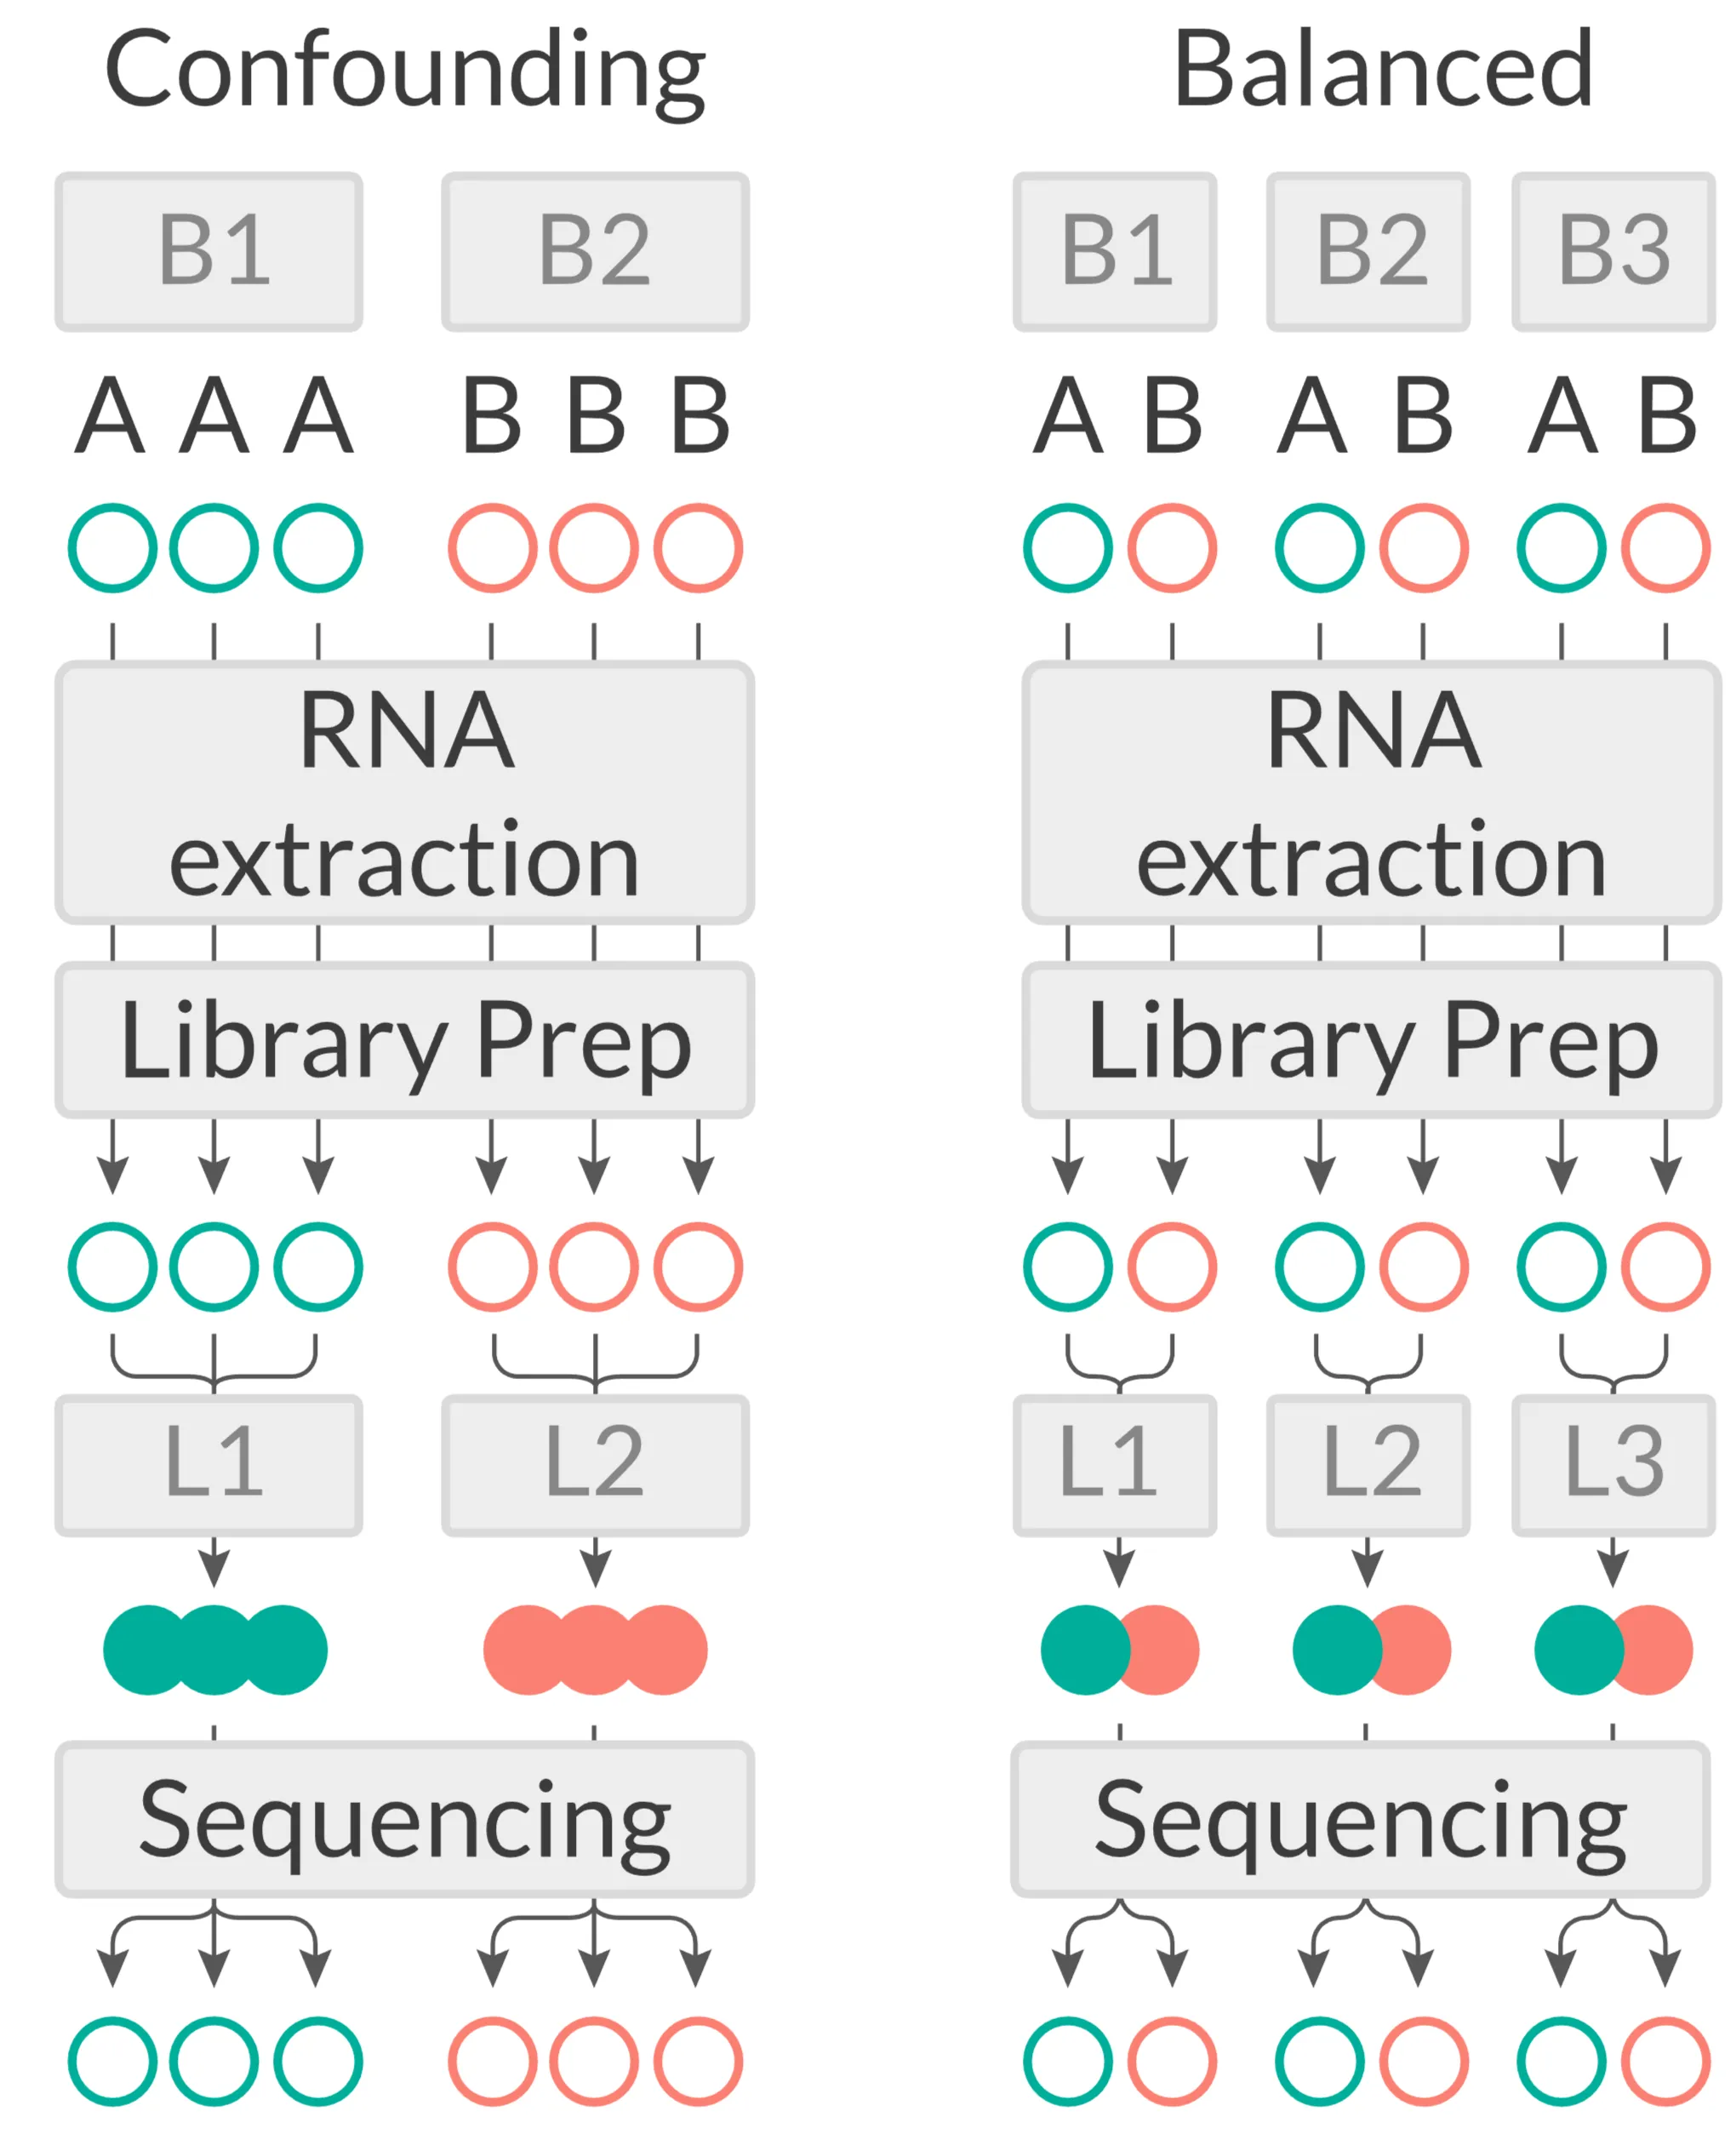 Confounding
B1 B2
A A A B B B
RNA
extraction
Library Prep
L1 L2
Sequencing
Balanced
B1 B2 B3
A B A B A B
RNA
extraction
Library Prep
L1 L2 L3
Sequencing